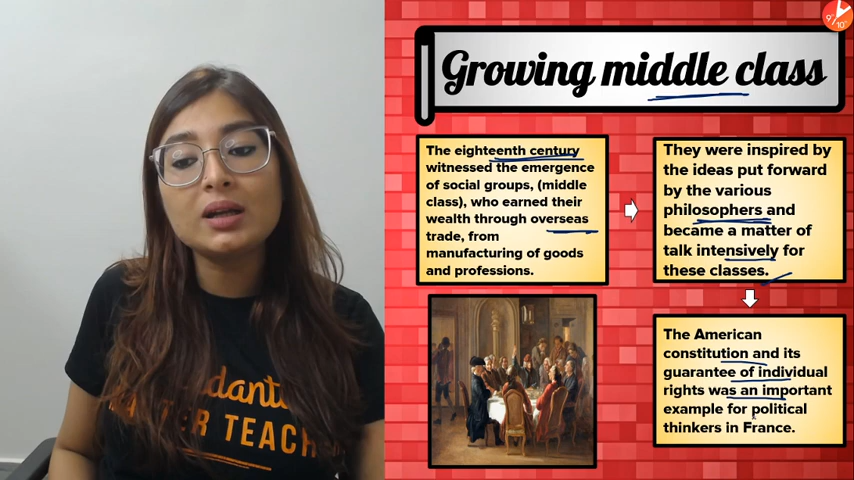 Growing middle class
The eighteenth century
witnessed the emergence
of social groups, (middle
class), who earned their
wealth through overseas
trade, from
manufacturing of goods
and professions.
They were inspired by
the ideas put forward
by the various
philosophers and
became a matter of
talk intensively for
these classes.
The American
constitution and its
guarantee of individual
rights was an important
example for political
thinkers in France.